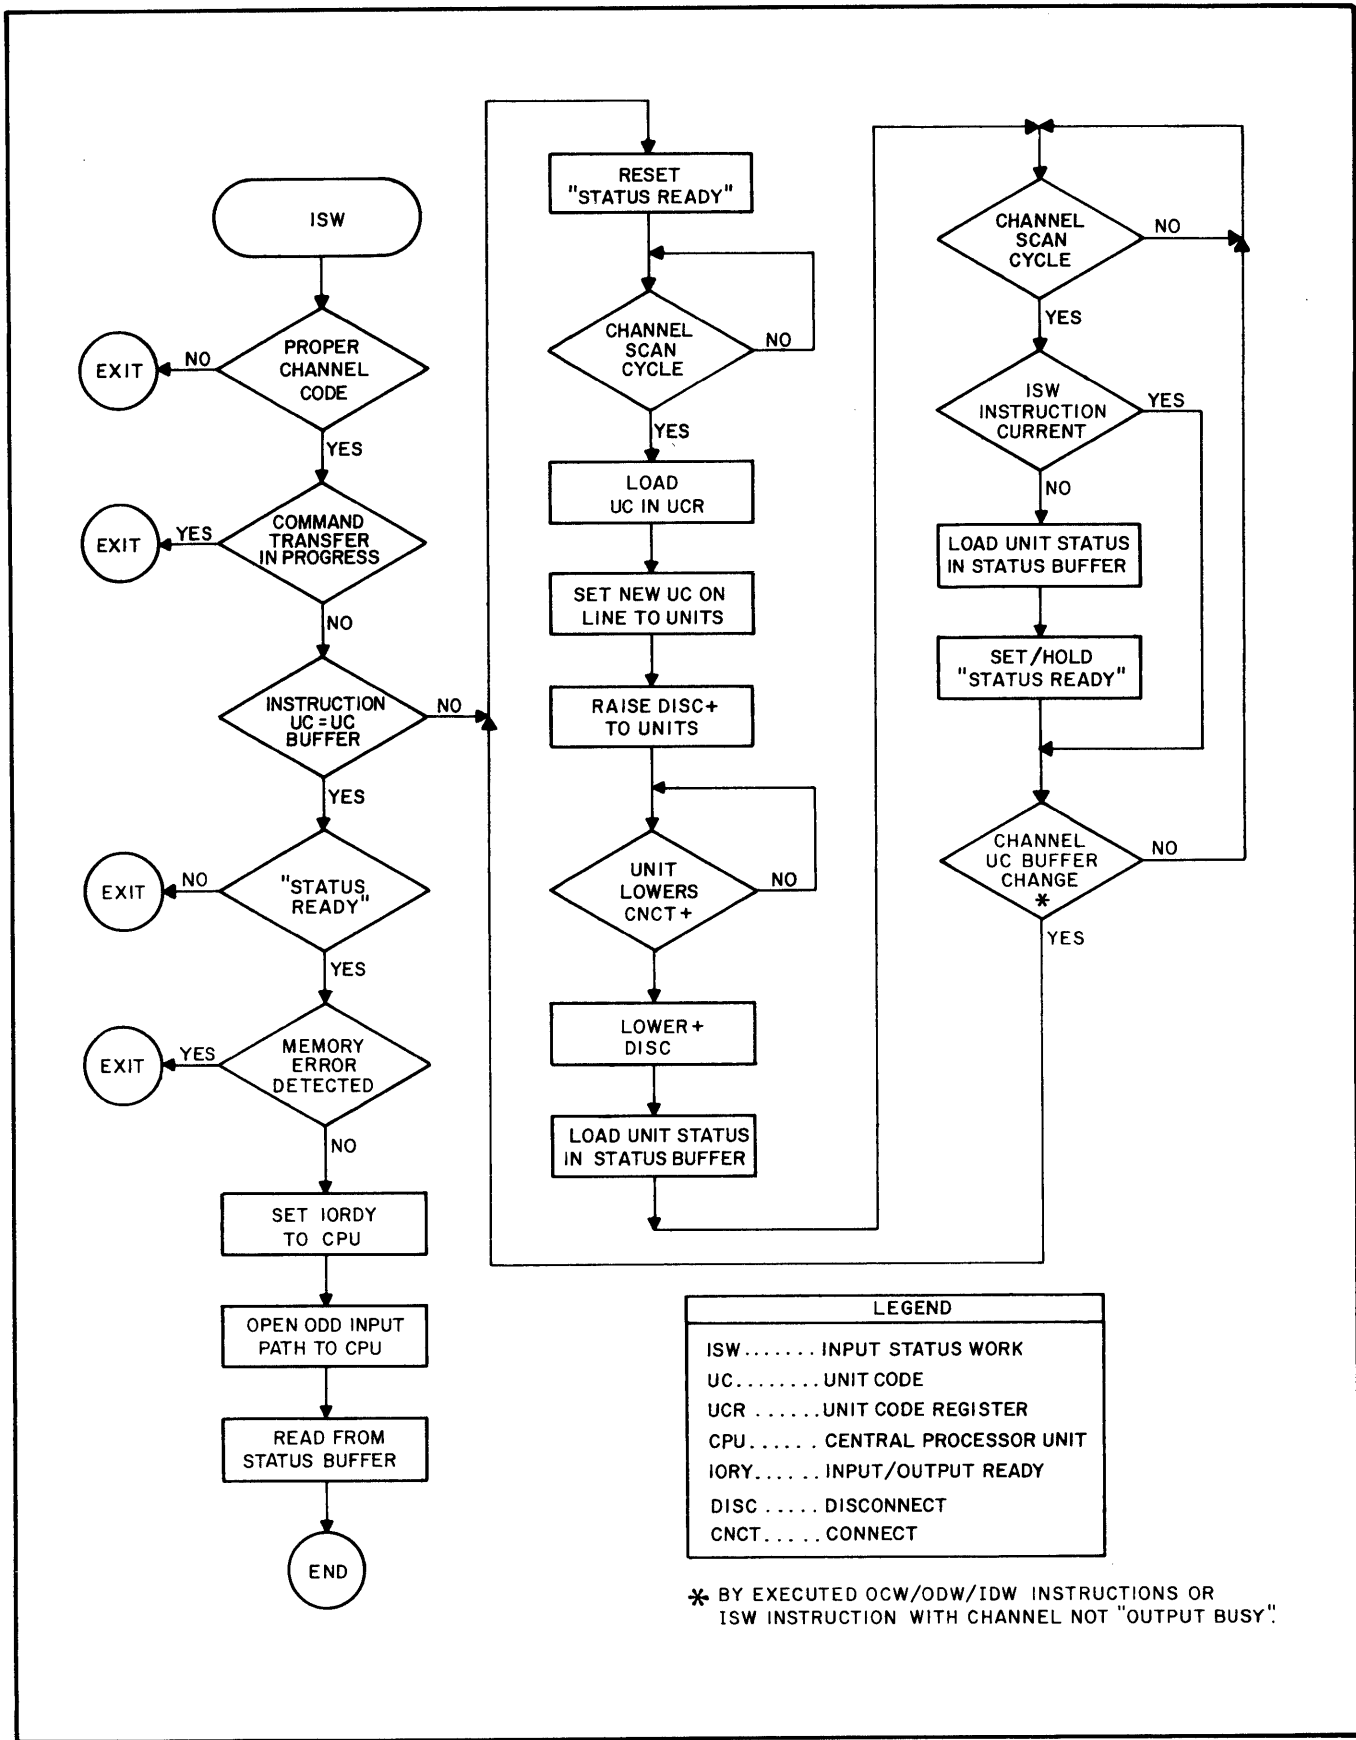 ISW
PROPER
CHANNEL
CODE
NO
EXIT
YES
COMMAND
TRANSFER
IN PROGRESS
YES
EXIT
NO
INSTRUCTION
UC = UC
BUFFER
NO
YES
"STATUS
READY"
NO
EXIT
YES
MEMORY
ERROR
DETECTED
YES
EXIT
NO
SET IORDY
TO CPU
OPEN ODD INPUT
PATH TO CPU
READ FROM
STATUS BUFFER
END
RESET
"STATUS READY"
CHANNEL
SCAN
CYCLE
NO
YES
LOAD
UC IN UCR
SET NEW UC ON
LINE TO UNITS
RAISE DISC+
TO UNITS
UNIT
LOWERS
CNCT +
NO
LOWER +
DISC
LOAD UNIT STATUS
IN STATUS BUFFER
CHANNEL
SCAN
CYCLE
NO
YES
ISW
INSTRUCTION
CURRENT
YES
NO
LOAD UNIT STATUS
IN STATUS BUFFER
SET/HOLD
"STATUS READY"
CHANNEL
UC BUFFER
CHANGE
*
NO
YES
LEGEND
ISW....... INPUT STATUS WORK
UC........ UNIT CODE
UCR ...... UNIT CODE REGISTER
CPU...... CENTRAL PROCESSOR UNIT
IORY...... INPUT/OUTPUT READY
DISC ..... DISCONNECT
CNCT..... CONNECT
* BY EXECUTED OCW/ODW/IDW INSTRUCTIONS OR
ISW INSTRUCTION WITH CHANNEL NOT "OUTPUT BUSY".